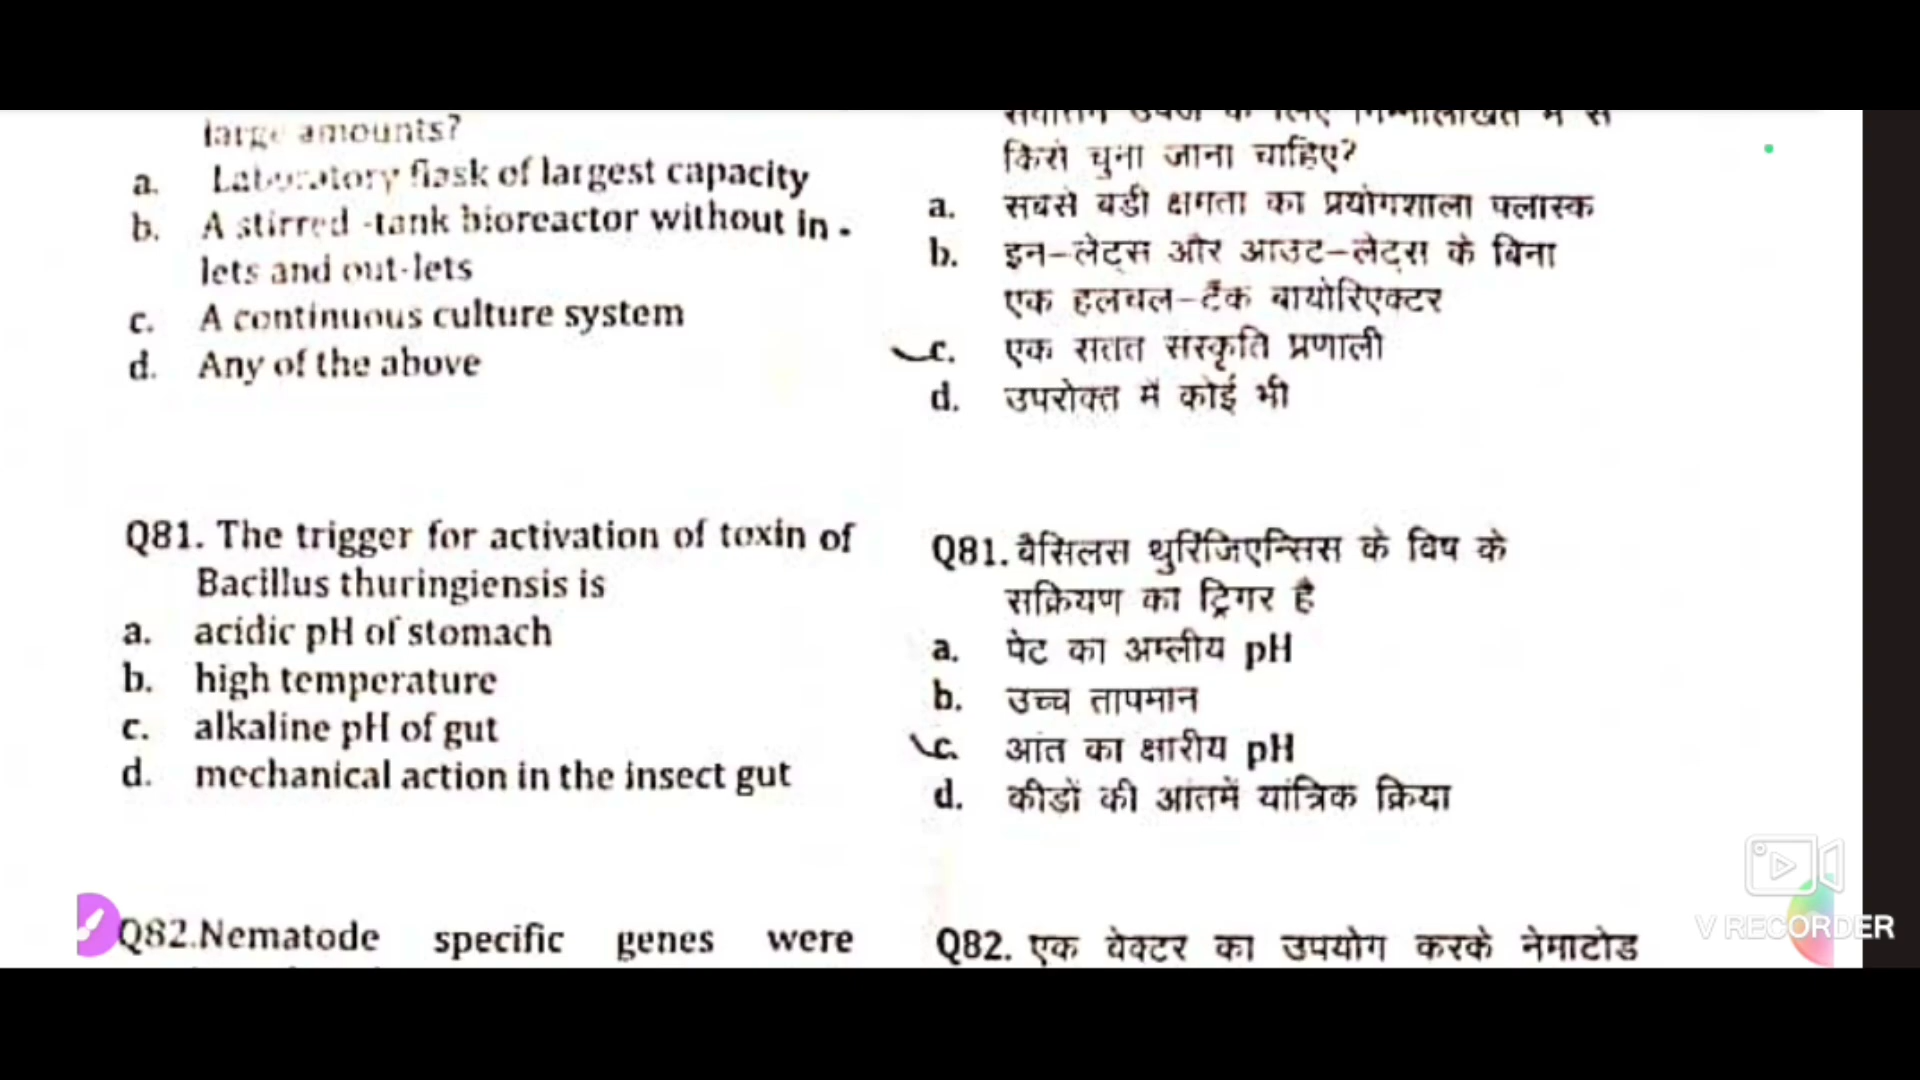 large amounts?
a. Laboratory flask of largest capacity
b. A stirred -tank bioreactor without in -
lets and out-lets
c. A continuous culture system
d. Any of the above
Q81. The trigger for activation of toxin of
Bacillus thuringiensis is
a. acidic pH of stomach
b. high temperature
c. alkaline pH of gut
d. mechanical action in the insect gut
Q82.Nematode specific genes were
किसे चुना जाना चाहिए?
a. सबसे बडी क्षमता का प्रयोगशाला फ्लास्क
b. इन-लेट्स और आउट-लेट्स के बिना
एक हलचल-टैंक बायोरिएक्टर
c. एक सतत संस्कृति प्रणाली
d. उपरोक्त में कोई भी
Q81. बैसिलस थुरिंजिएन्सिस के विष के
सक्रियण का ट्रिगर है
a. पेट का अम्लीय pH
b. उच्च तापमान
c. आंत का क्षारीय pH
d. कीडों की आंतमें यांत्रिक क्रिया
Q82. एक वेक्टर का उपयोग करके नेमाटोड
V RECORDER